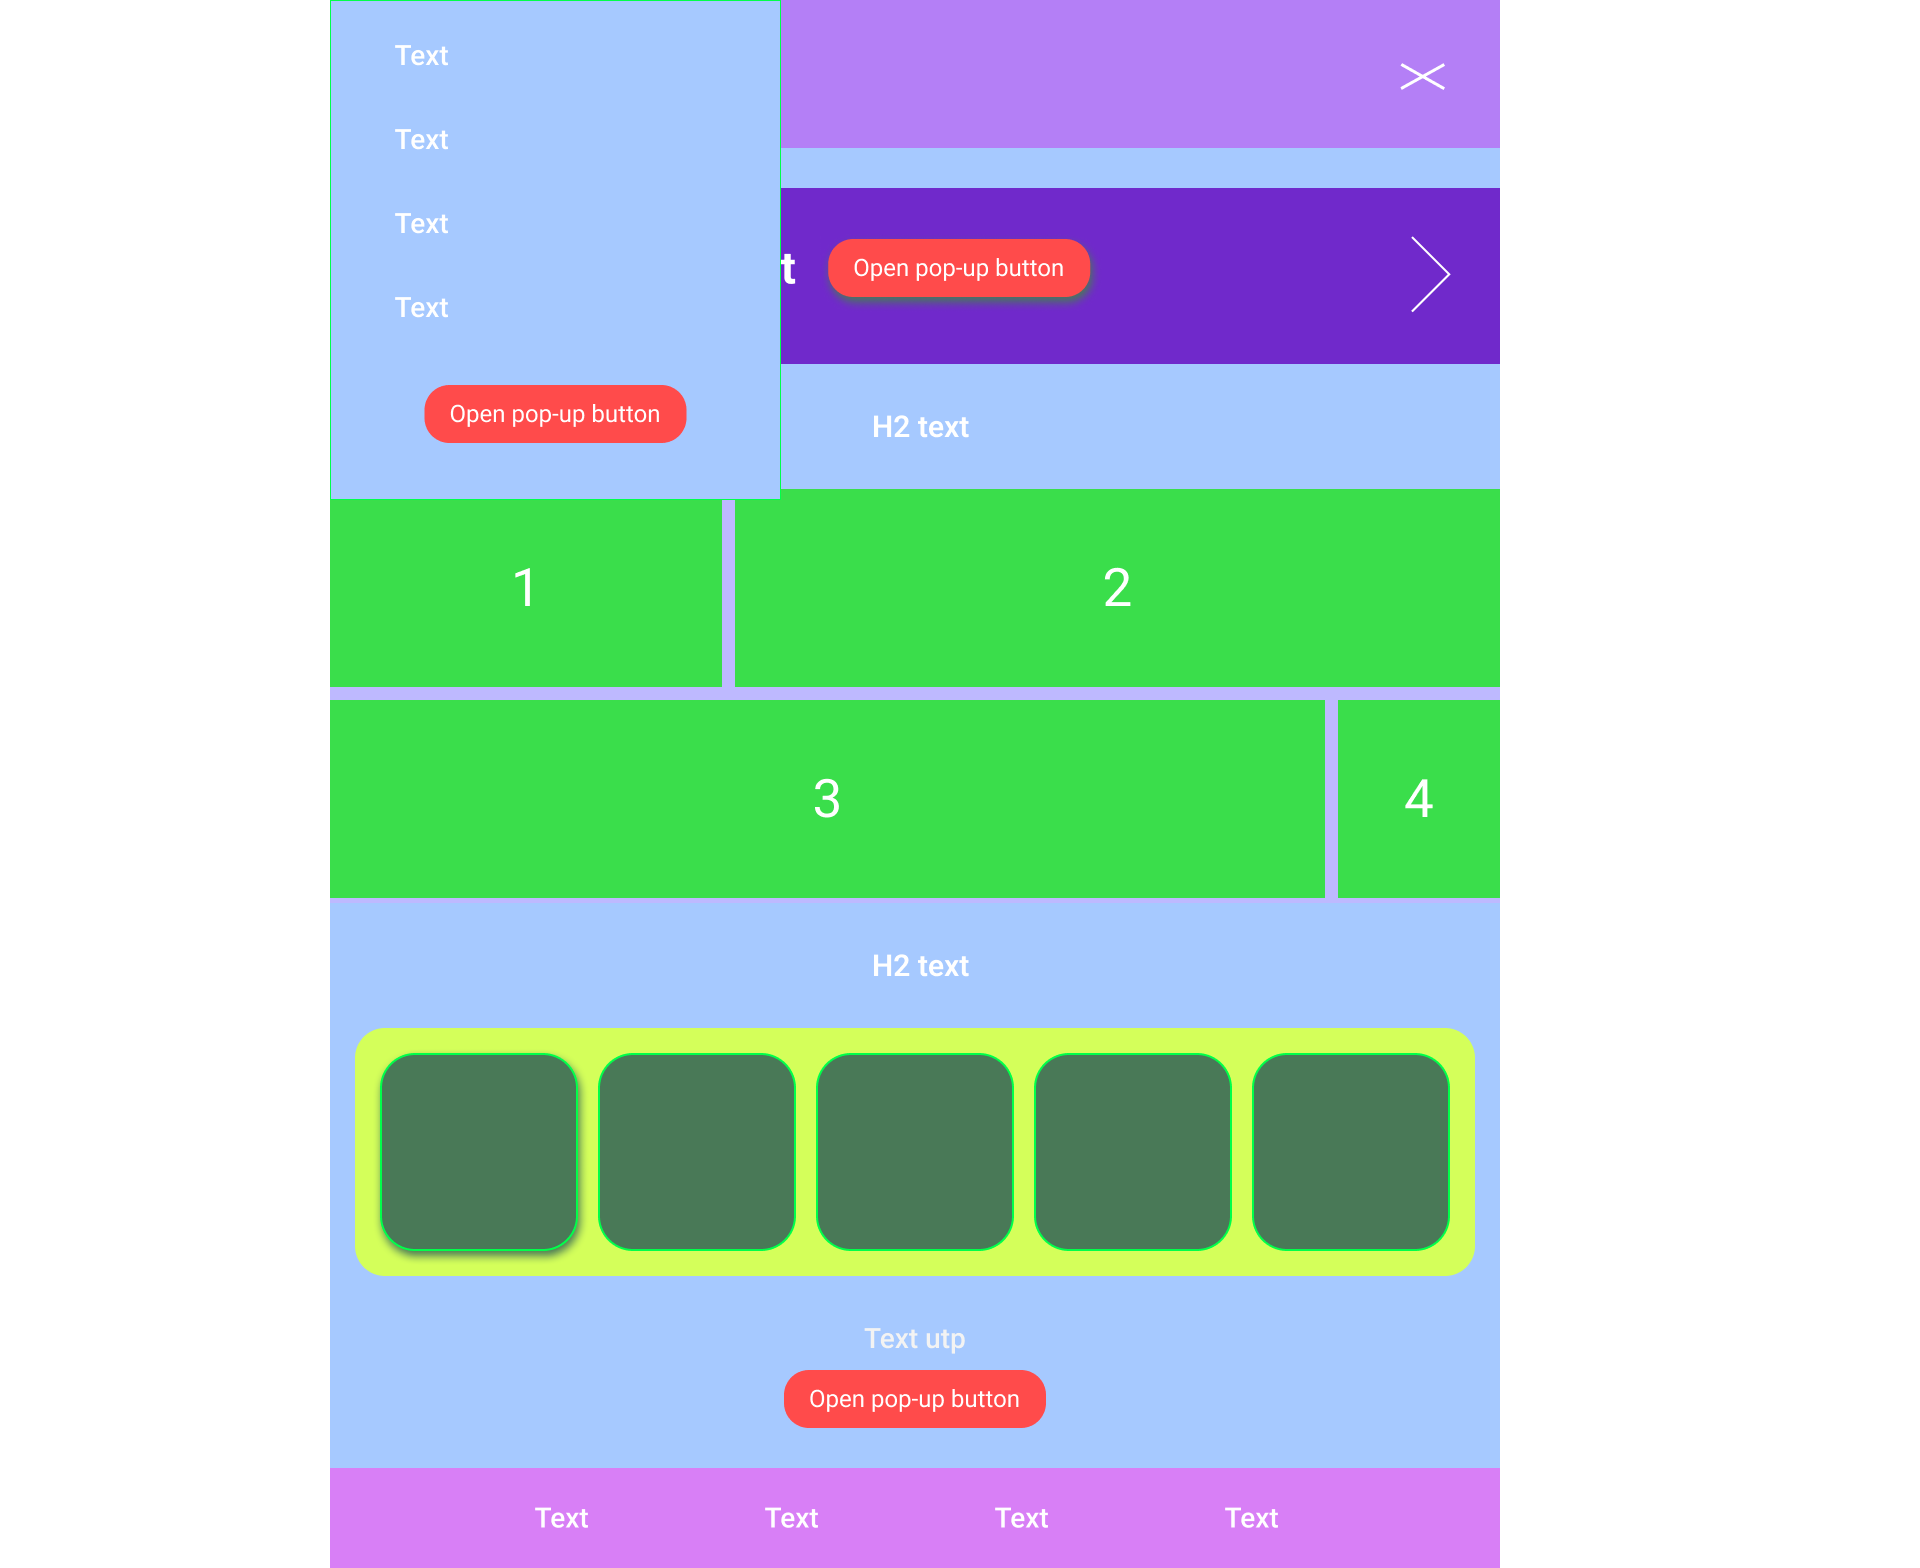 Text
Text
Text
Text
Open pop-up button
t
Open pop-up button
H2 text
1
2
3
4
H2 text
Text utp
Open pop-up button
Text Text Text Text